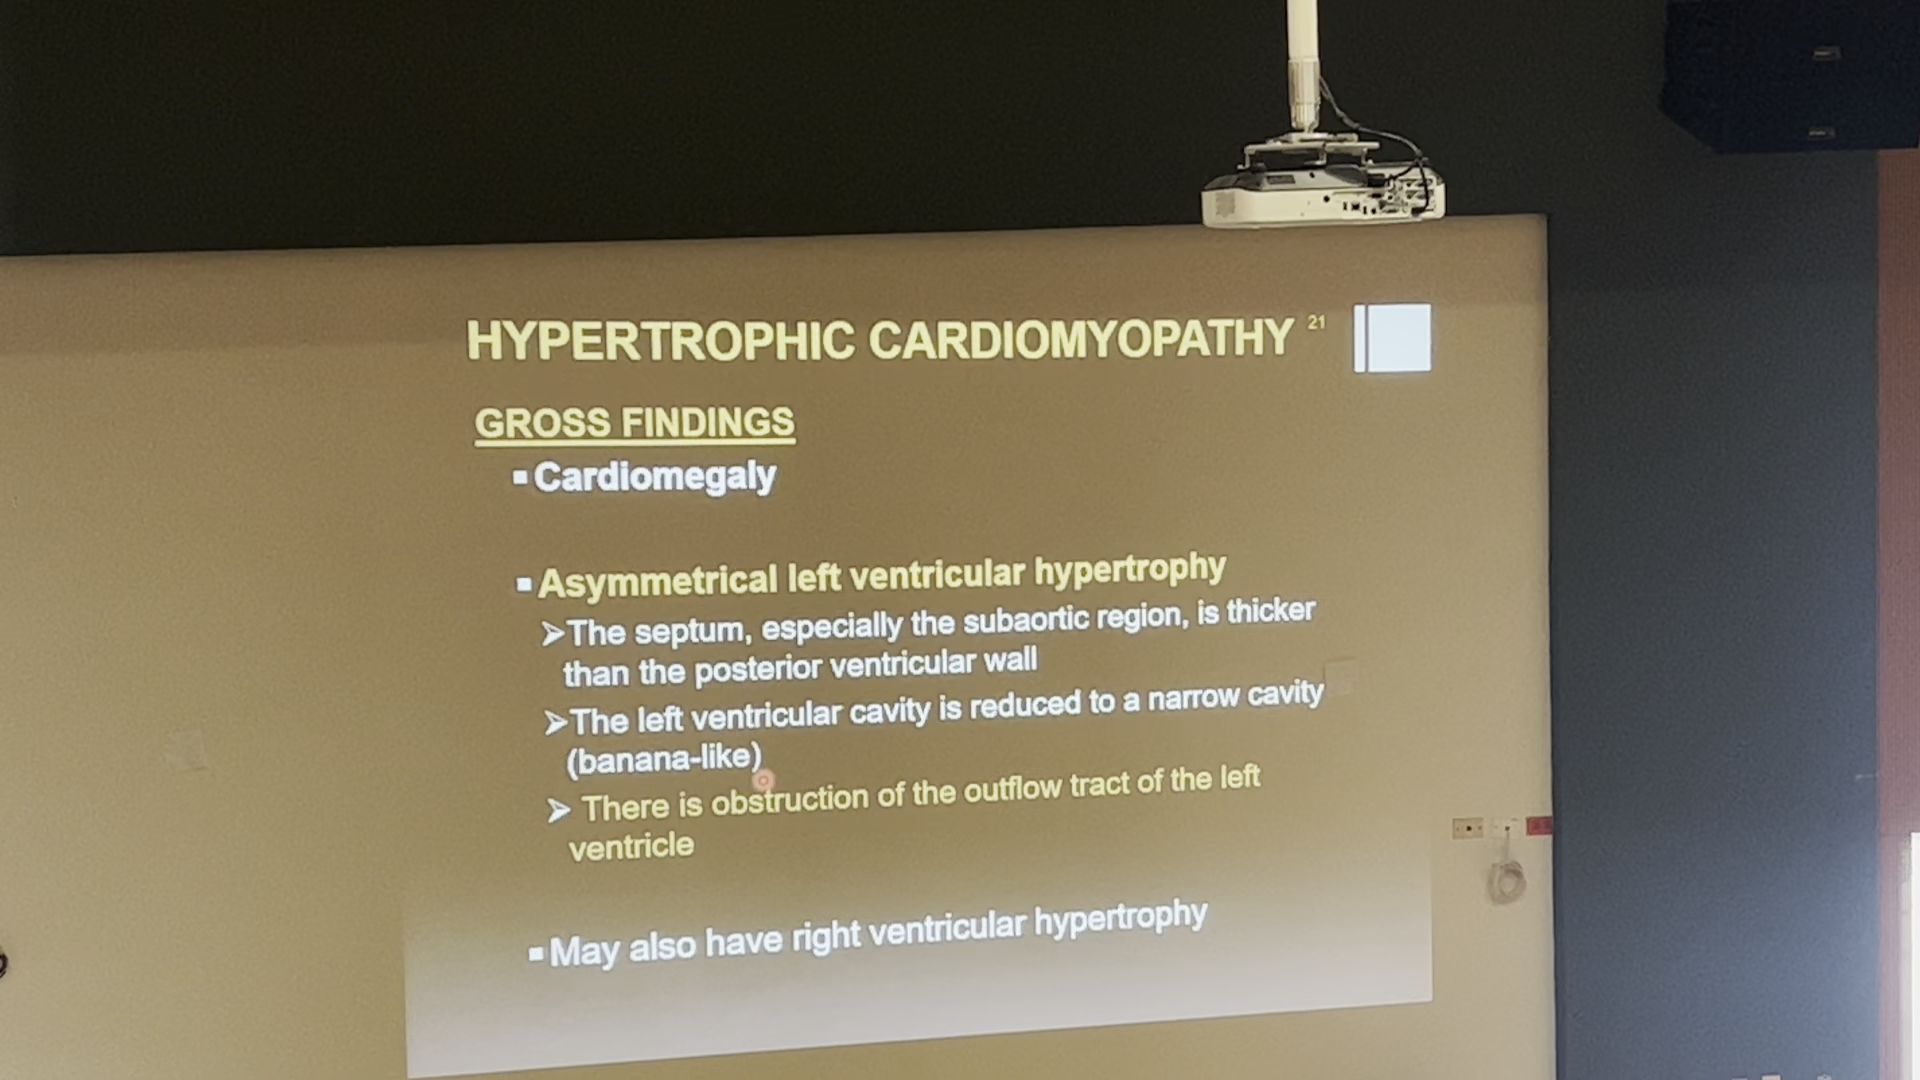 HYPERTROPHIC CARDIOMYOPATHY 21
GROSS FINDINGS
▪ Cardiomegaly
▪ Asymmetrical left ventricular hypertrophy
➢ The septum, especially the subaortic region, is thicker
than the posterior ventricular wall
➢ The left ventricular cavity is reduced to a narrow cavity
(banana-like)
➢ There is obstruction of the outflow tract of the left
ventricle
▪ May also have right ventricular hypertrophy